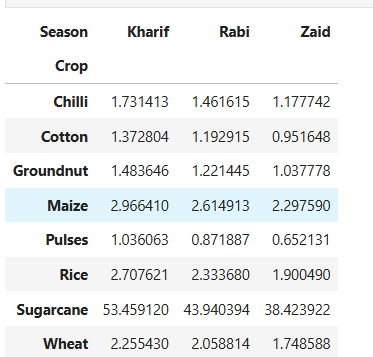 Season Kharif Rabi Zaid
Crop
Chilli 1.731413 1.461615 1.177742
Cotton 1.372804 1.192915 0.951648
Groundnut 1.483646 1.221445 1.037778
Maize 2.966410 2.614913 2.297590
Pulses 1.036063 0.871887 0.652131
Rice 2.707621 2.333680 1.900490
Sugarcane 53.459120 43.940394 38.423922
Wheat 2.255430 2.058814 1.748588